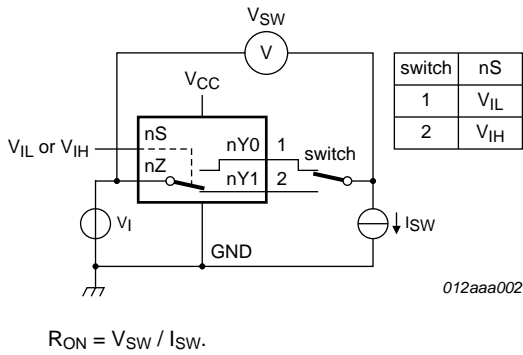 V_SW
V
V_CC
switch nS
1 V_IL
2 V_IH
V_IL or V_IH
nS
nZ
nY0
nY1
1
2
switch
V_I
GND
I_SW
012aaa002
R_ON = V_SW / I_SW.